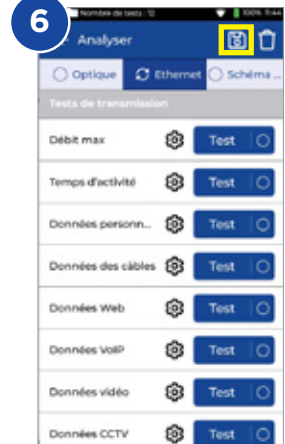 6
Nombre de tests : 12
100% 11:44
Analyser
Optique
Ethernet
Schéma ...
Tests de transmission
Débit max Test
Temps d'activité Test
Données personn... Test
Données des câbles Test
Données Web Test
Données VoIP Test
Données vidéo Test
Données CCTV Test